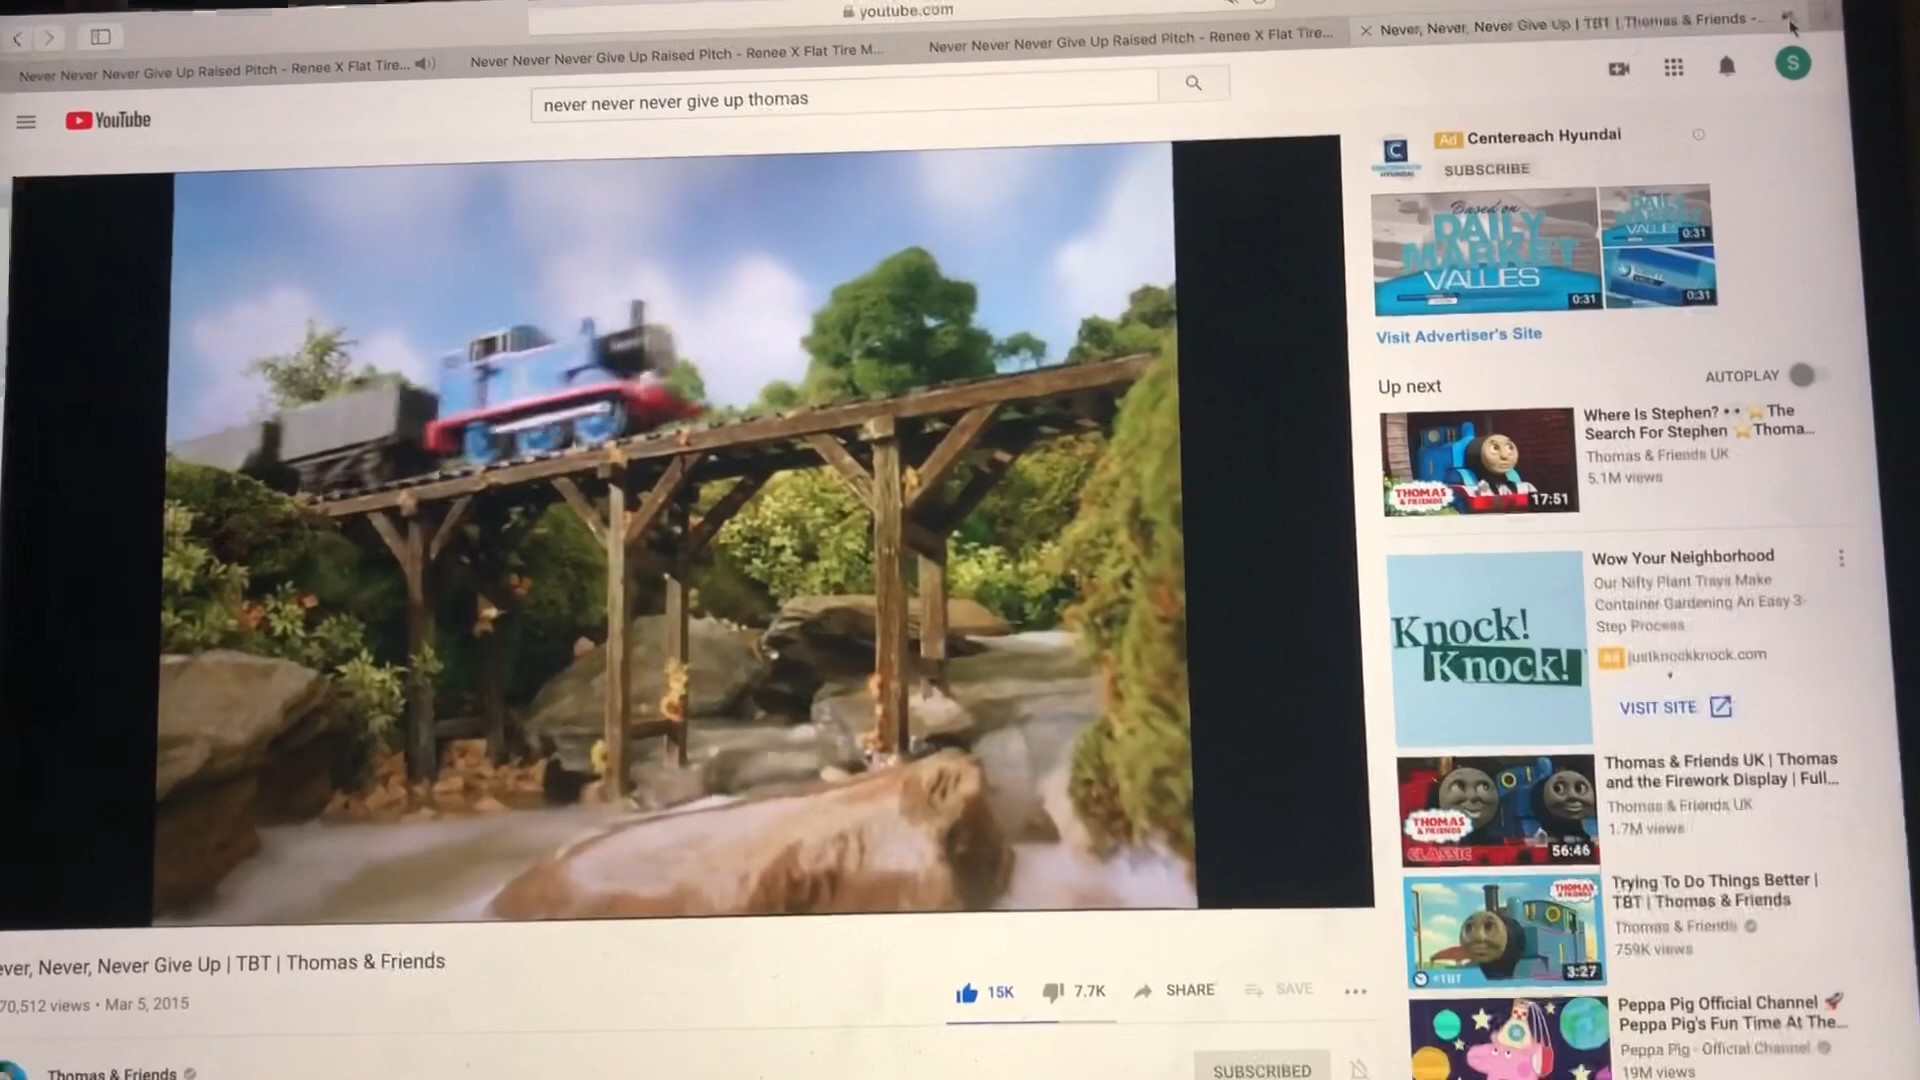 youtube.com
Never Never Never Give Up Raised Pitch - Renee X Flat Tire...
Never Never Never Give Up Raised Pitch - Renee X Flat Tire M...
Never Never Never Give Up Raised Pitch - Renee X Flat Tire...
Never, Never, Never Give Up | TBT | Thomas & Friends -...
YouTube
never never never give up thomas
S
Ad Centereach Hyundai
SUBSCRIBE
C
HYUNDAI
Based on
DAILY
MARKET
VALUES
0:31
DAILY
MARKET
VALUES
0:31
0:31
Visit Advertiser's Site
Up next
AUTOPLAY
THOMAS
& FRIENDS
17:51
Where Is Stephen? The
Search For Stephen Thoma...
Thomas & Friends UK
5.1M views
Knock!
Knock!
Wow Your Neighborhood
Our Nifty Plant Trays Make
Container Gardening An Easy 3-
Step Process
Ad justknockknock.com
VISIT SITE
THOMAS
& FRIENDS
CLASSIC
56:46
Thomas & Friends UK | Thomas
and the Firework Display | Full...
Thomas & Friends UK
1.7M views
THOMAS
& FRIENDS
#TBT
3:27
Trying To Do Things Better |
TBT | Thomas & Friends
Thomas & Friends
759K views
Peppa Pig Official Channel
Peppa Pig's Fun Time At The...
Peppa Pig - Official Channel
19M views
ever, Never, Never Give Up | TBT | Thomas & Friends
70,512 views • Mar 5, 2015
15K
7.7K
SHARE
SAVE
Thomas & Friends
SUBSCRIBED